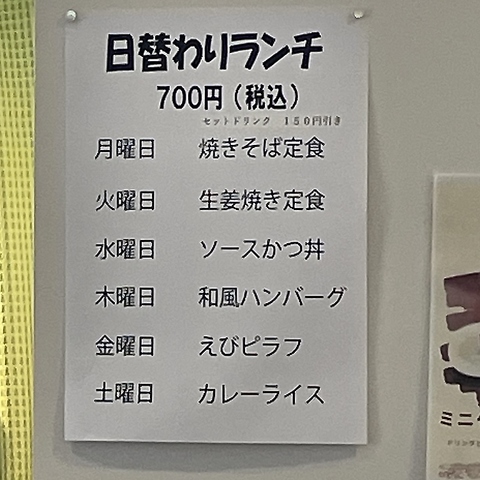 日替わりランチ
700円（税込）
セットドリンク　150円引き
月曜日　焼きそば定食
火曜日　生姜焼き定食
水曜日　ソースかつ丼
木曜日　和風ハンバーグ
金曜日　えびピラフ
土曜日　カレーライス
ミニ